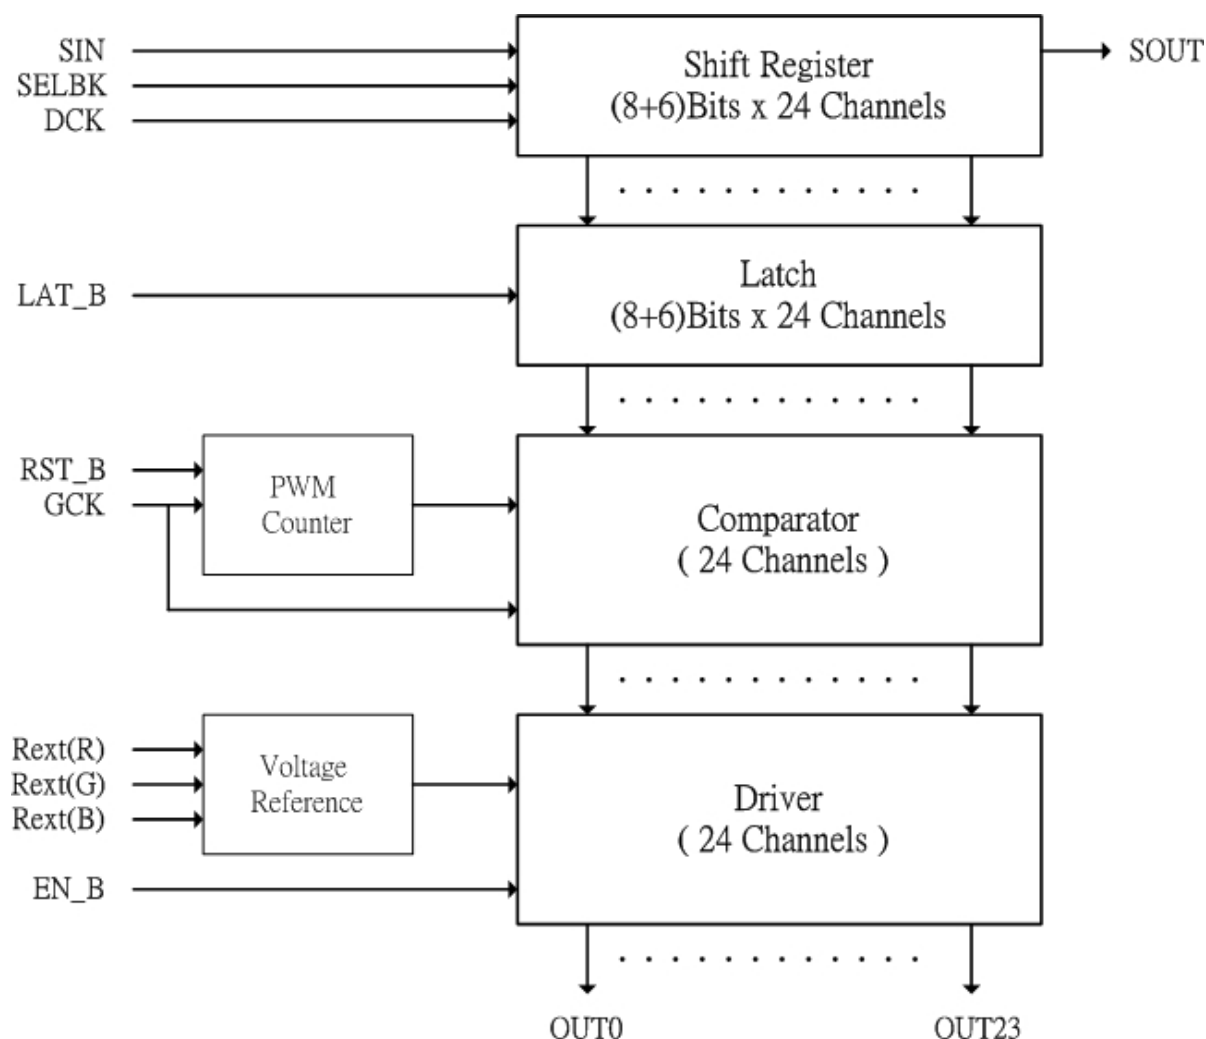 SIN
SELBK
DCK
Shift Register
(8+6)Bits x 24 Channels
SOUT
LAT_B
Latch
(8+6)Bits x 24 Channels
RST_B
GCK
PWM
Counter
Comparator
( 24 Channels )
Rext(R)
Rext(G)
Rext(B)
Voltage
Reference
Driver
( 24 Channels )
EN_B
OUT0
OUT23